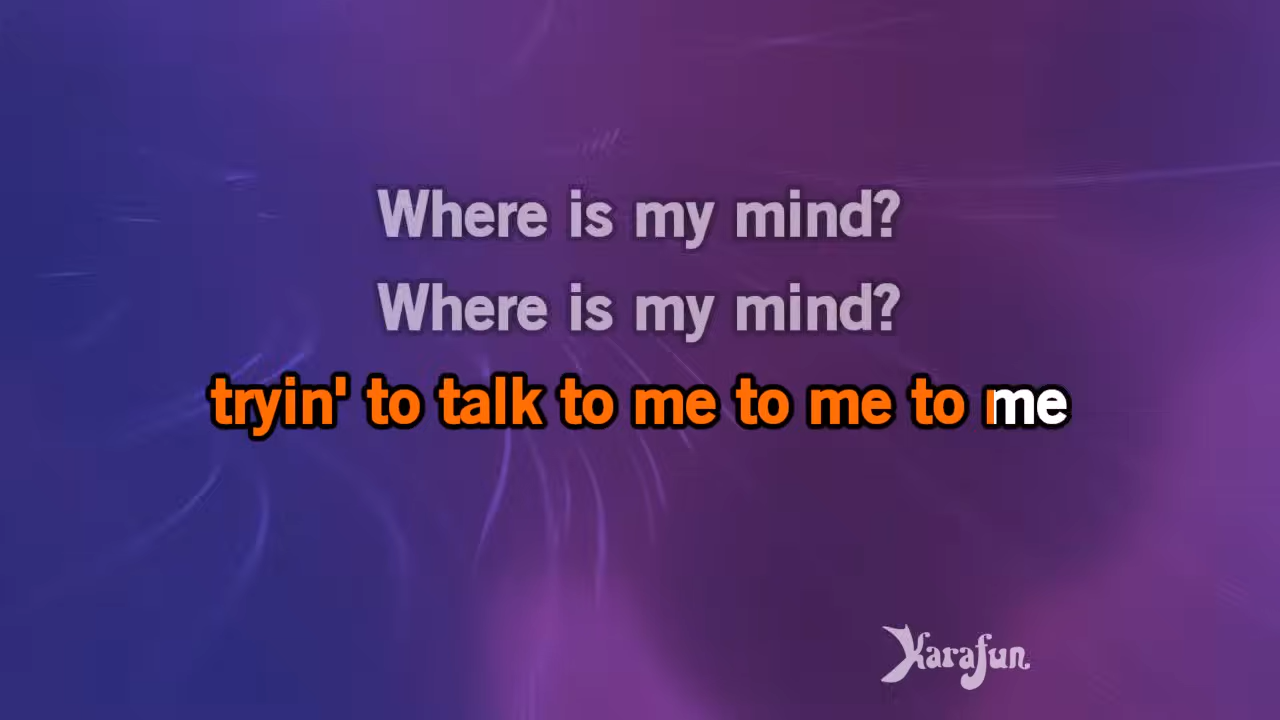 Where is my mind?
Where is my mind?
tryin' to talk to me to me to me
Karafun